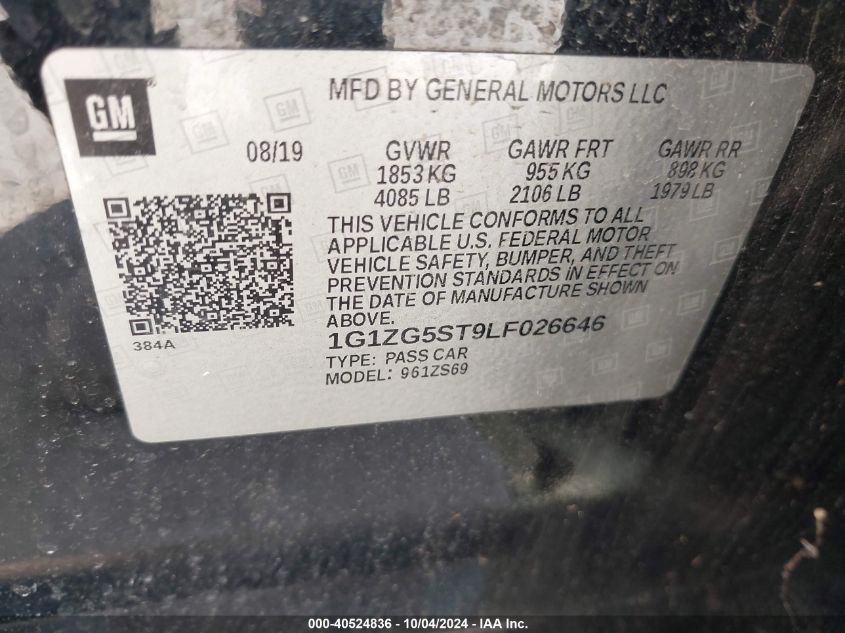 GM
MFD BY GENERAL MOTORS LLC
08/19 GVWR GAWR FRT GAWR RR
1853 KG 955 KG 898 KG
4085 LB 2106 LB 1979 LB
THIS VEHICLE CONFORMS TO ALL
APPLICABLE U.S. FEDERAL MOTOR
VEHICLE SAFETY, BUMPER, AND THEFT
PREVENTION STANDARDS IN EFFECT ON
THE DATE OF MANUFACTURE SHOWN
ABOVE.
384A
1G1ZG5ST9LF026646
TYPE: PASS CAR
MODEL: 961ZS69
000-40524836 - 10/04/2024 - IAAI.com